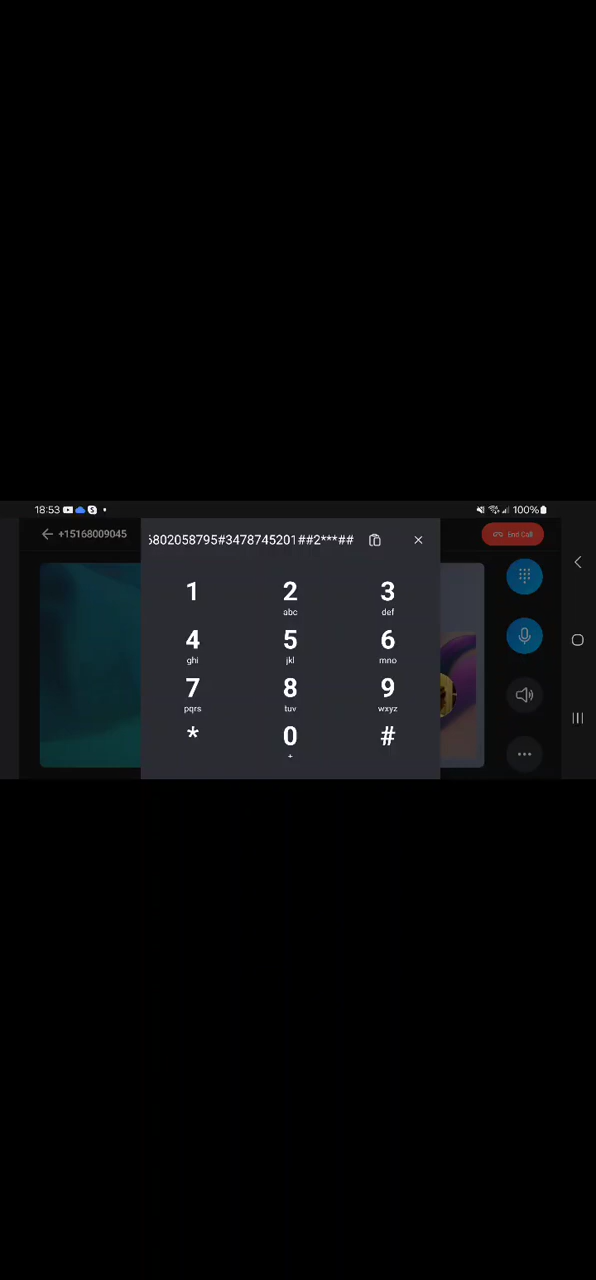 18:53
100%
+15168009045
6802058795#3478745201##2***##
End Call
1
2
abc
3
def
4
ghi
5
jkl
6
mno
7
pqrs
8
tuv
9
wxyz
*
0
+
#